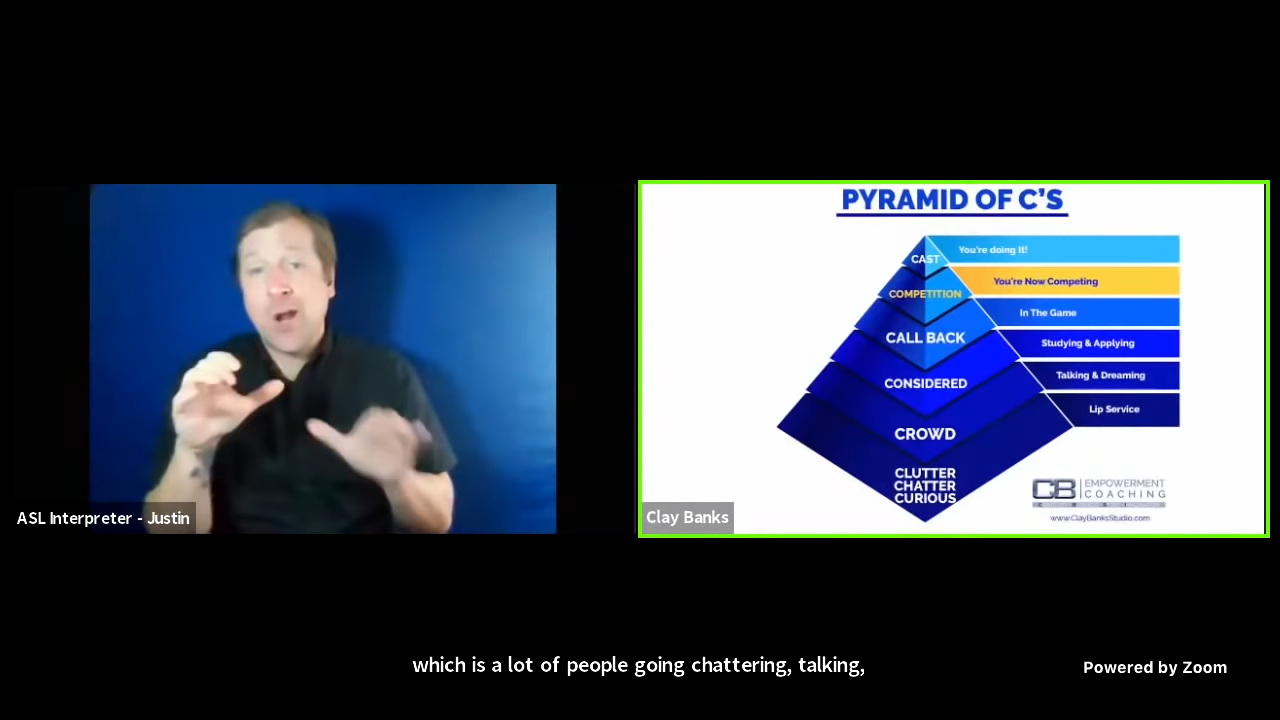 PYRAMID OF C'S
CAST
You're doing It!
COMPETITION
You're Now Competing
CALL BACK
In The Game
CONSIDERED
Studying & Applying
CROWD
Talking & Dreaming
CLUTTER
CHATTER
CURIOUS
Lip Service
CB EMPOWERMENT
COACHING
www.ClayBanksStudio.com
ASL Interpreter - Justin
Clay Banks
which is a lot of people going chattering, talking,
Powered by Zoom